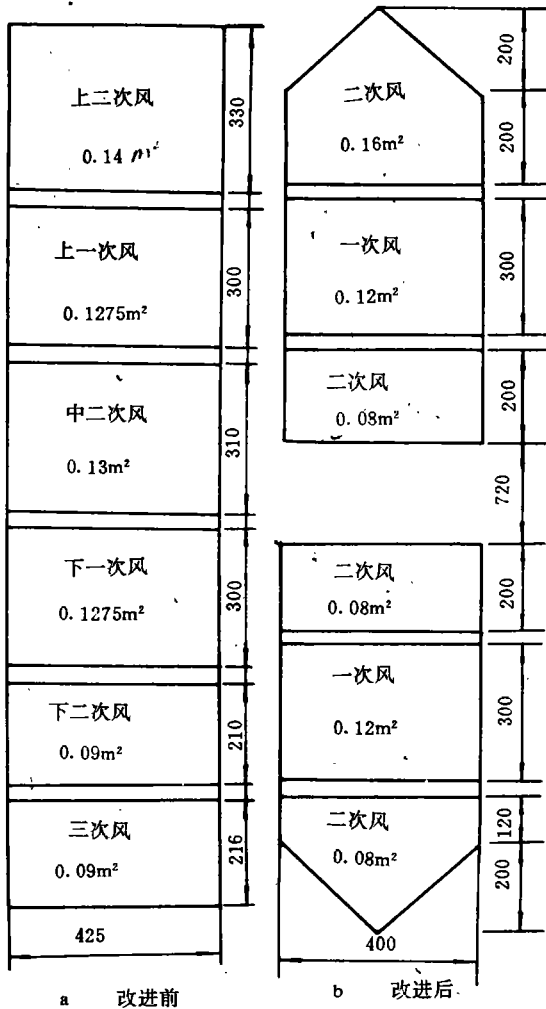 上二次风
0.14 m²
330
上一次风
0.1275m²
300
中二次风
0.13m²
310
下一次风
0.1275m²
300
下二次风
0.09m²
210
三次风
0.09m²
216
425
a 改进前
200
二次风
0.16m²
200
一次风
0.12m²
300
二次风
0.08m²
200
720
二次风
0.08m²
200
一次风
0.12m²
300
二次风
0.08m²
120
200
400
b 改进后